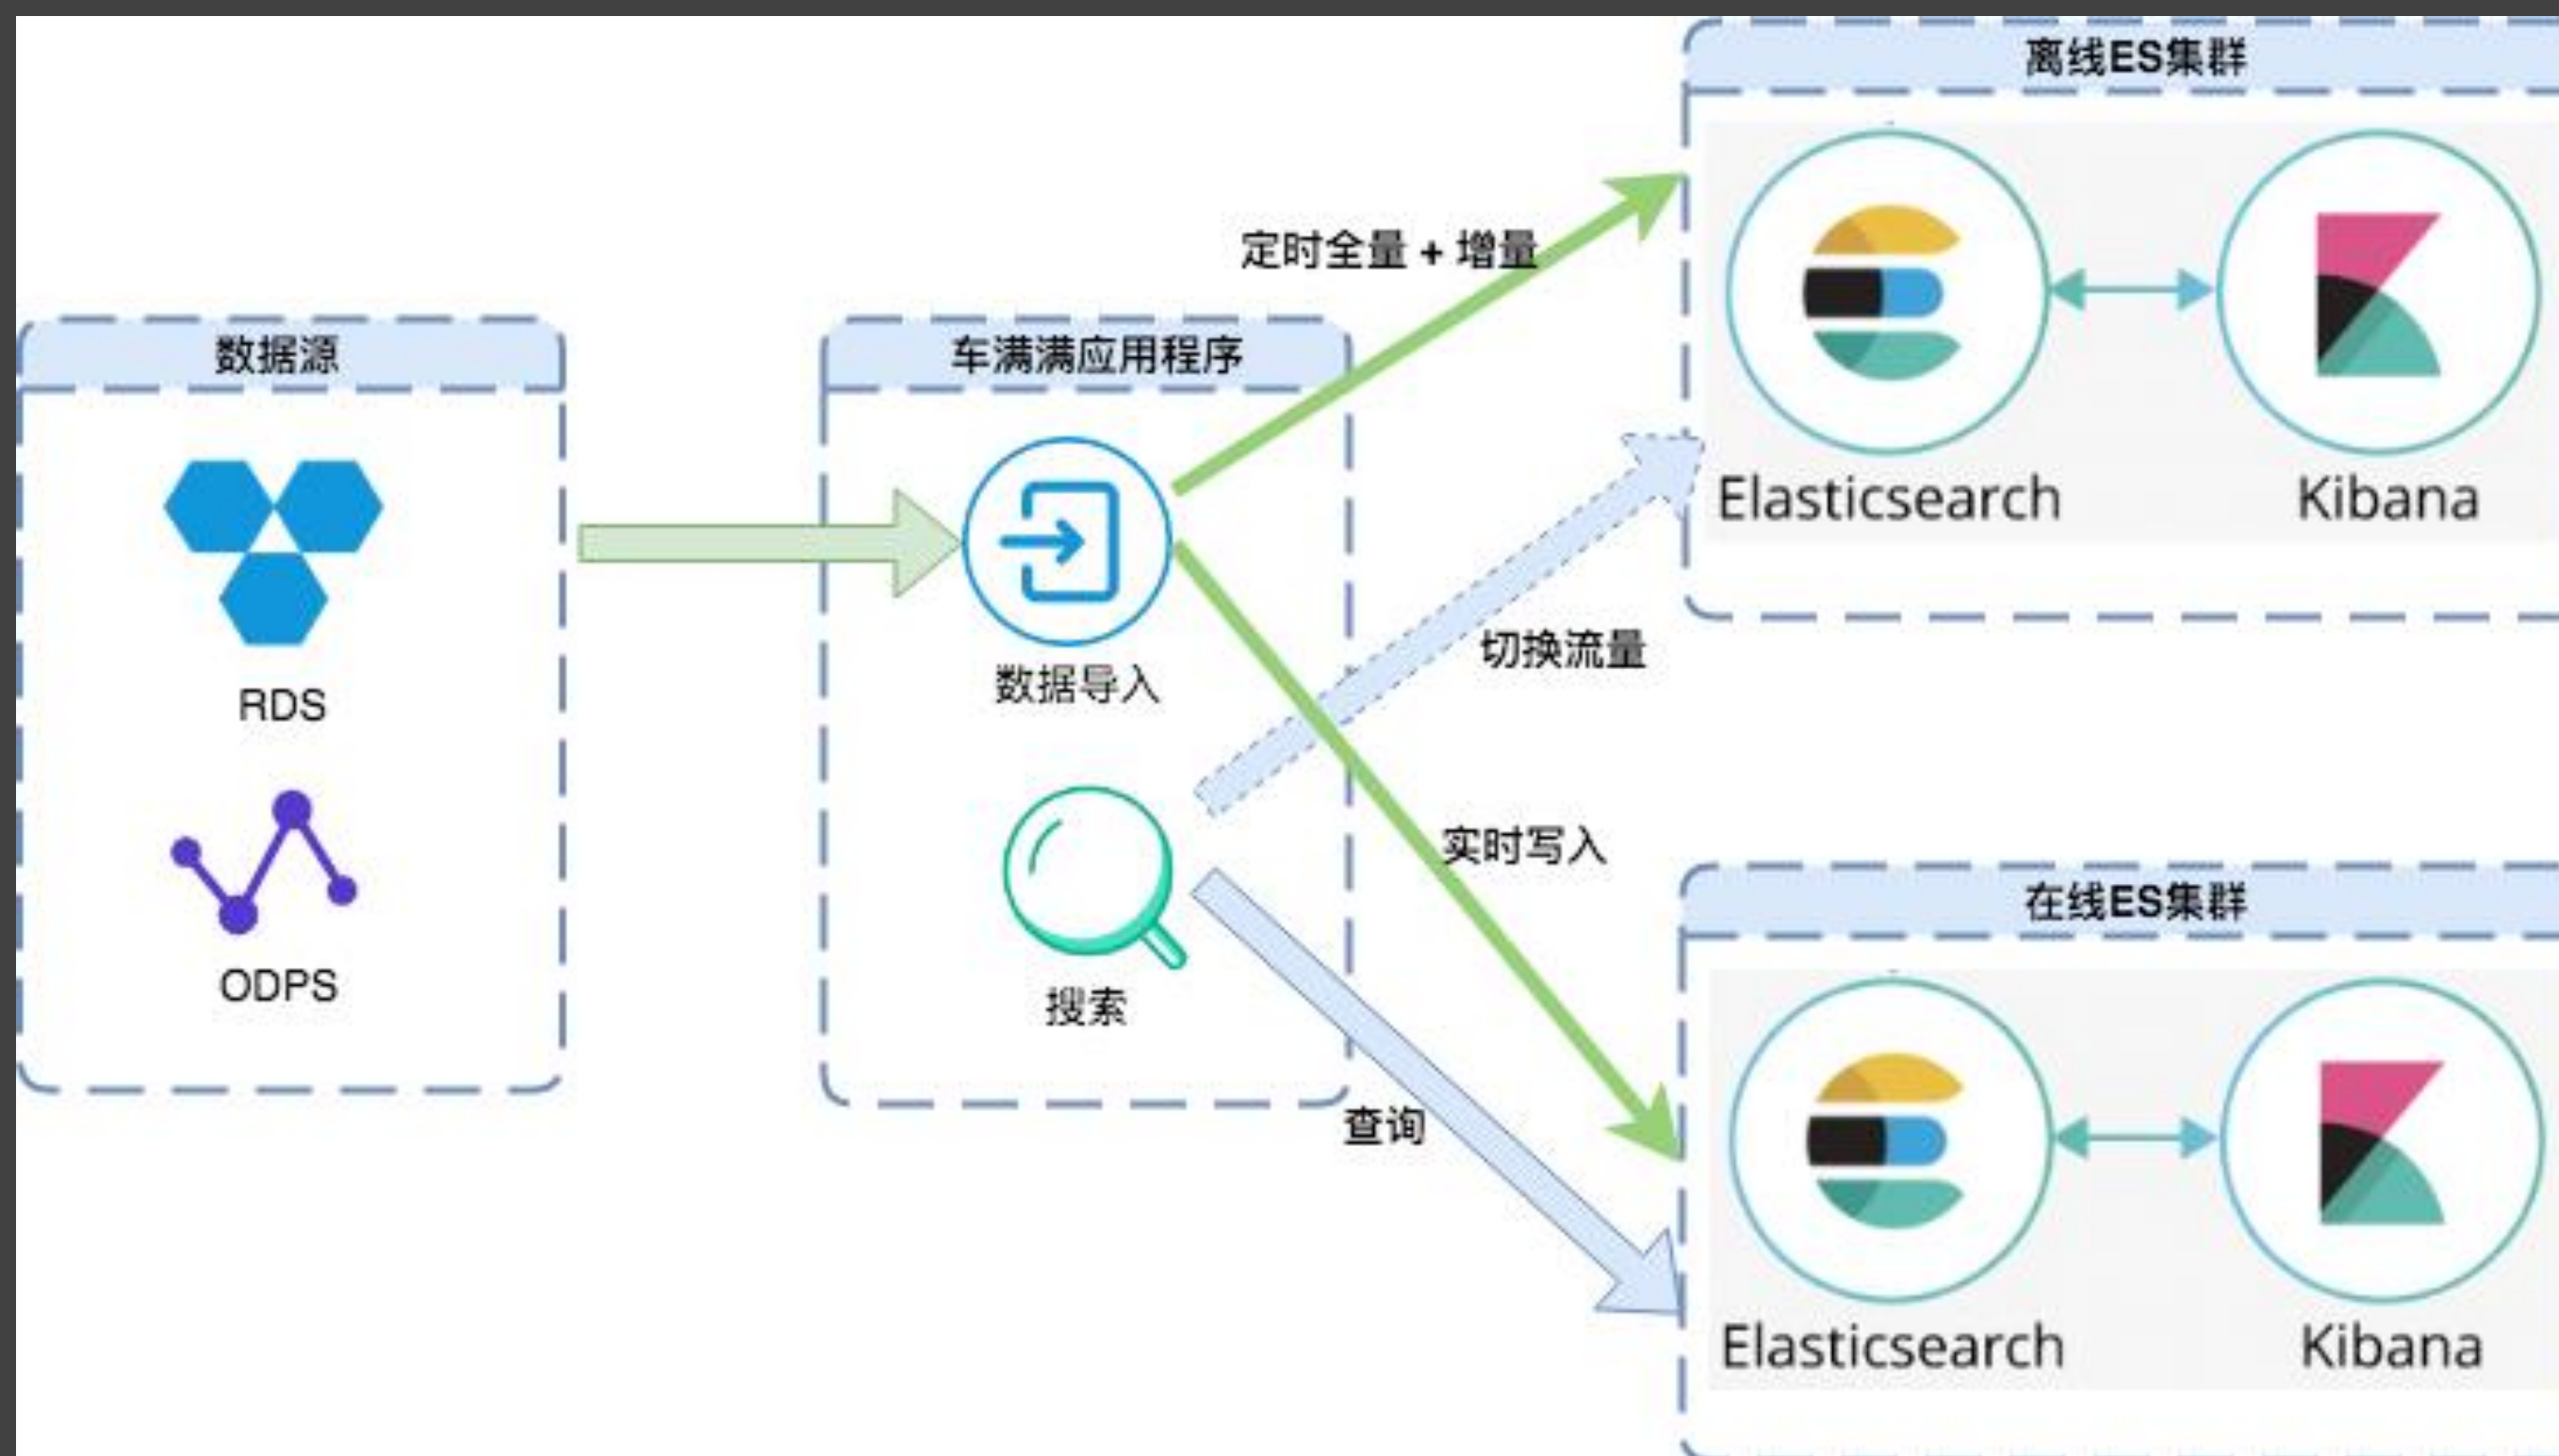 数据源
RDS
ODPS
车满满应用程序
数据导入
搜索
定时全量 + 增量
切换流量
实时写入
查询
离线ES集群
Elasticsearch
Kibana
在线ES集群
Elasticsearch
Kibana